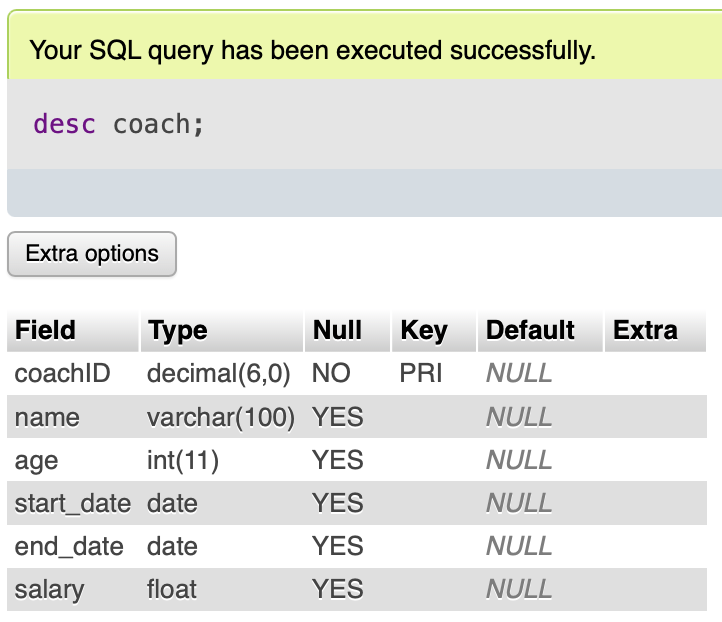 Your SQL query has been executed successfully.
desc coach;
Extra options
Field Type Null Key Default Extra
coachID decimal(6,0) NO PRI NULL
name varchar(100) YES NULL
age int(11) YES NULL
start_date date YES NULL
end_date date YES NULL
salary float YES NULL